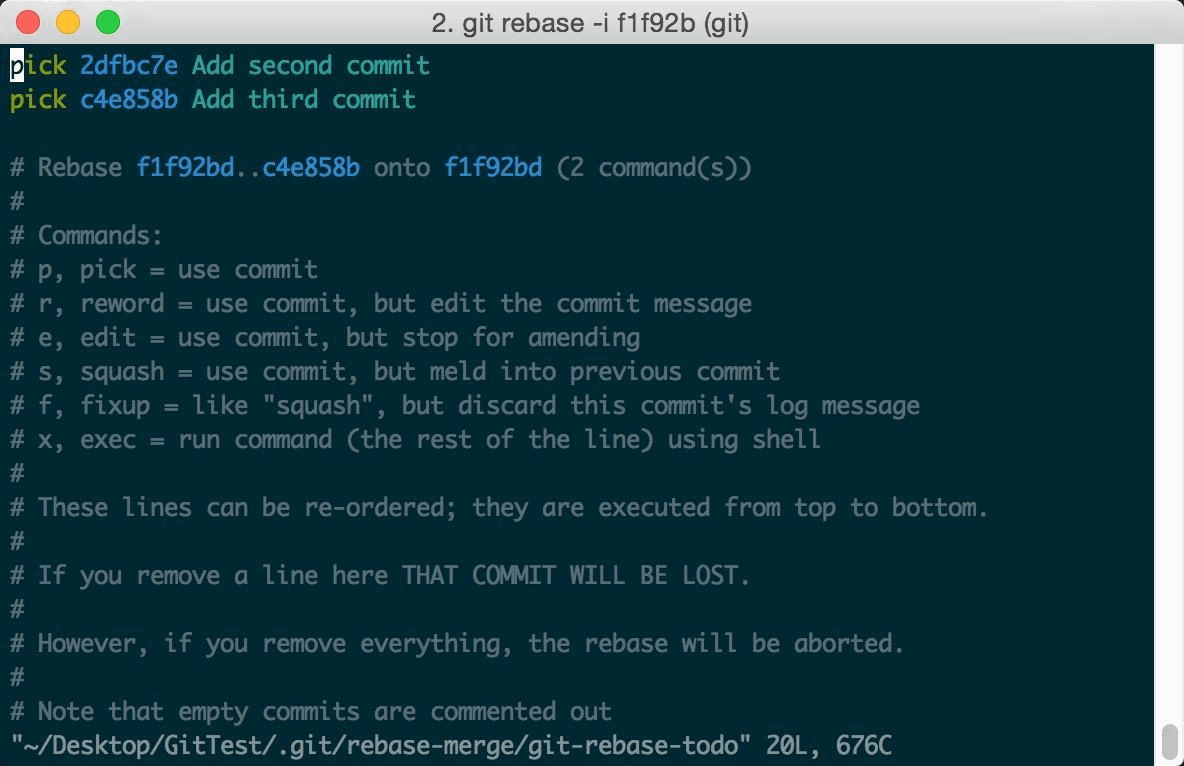 2. git rebase -i f1f92b (git)
pick 2dfbc7e Add second commit
pick c4e858b Add third commit
# Rebase f1f92bd..c4e858b onto f1f92bd (2 command(s))
#
# Commands:
# p, pick = use commit
# r, reword = use commit, but edit the commit message
# e, edit = use commit, but stop for amending
# s, squash = use commit, but meld into previous commit
# f, fixup = like "squash", but discard this commit's log message
# x, exec = run command (the rest of the line) using shell
#
# These lines can be re-ordered; they are executed from top to bottom.
#
# If you remove a line here THAT COMMIT WILL BE LOST.
#
# However, if you remove everything, the rebase will be aborted.
#
# Note that empty commits are commented out
"~/Desktop/GitTest/.git/rebase-merge/git-rebase-todo" 20L, 676C